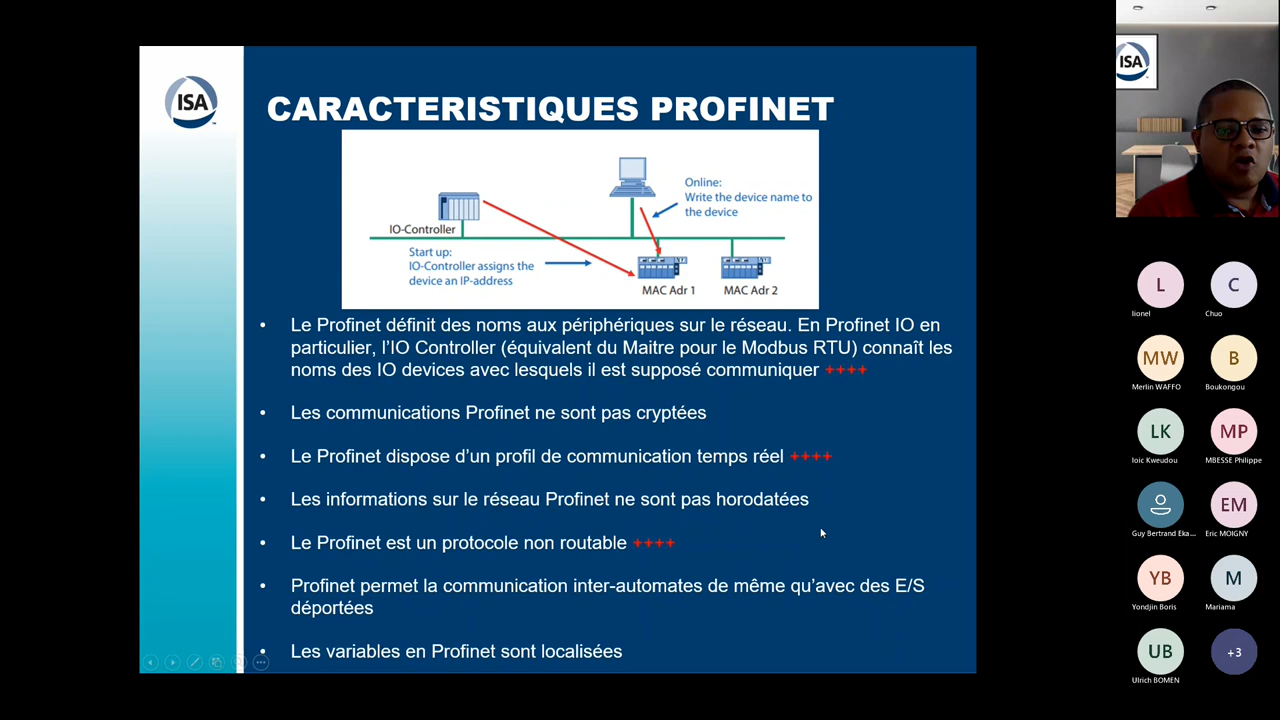 ISA
CARACTERISTIQUES PROFINET
IO-Controller
Online:
Write the device name to
the device
Start up:
IO-Controller assigns the
device an IP-address
MAC Adr 1
MAC Adr 2
• Le Profinet définit des noms aux périphériques sur le réseau. En Profinet IO en
particulier, l’IO Controller (équivalent du Maitre pour le Modbus RTU) connaît les
noms des IO devices avec lesquels il est supposé communiquer ++++
• Les communications Profinet ne sont pas cryptées
• Le Profinet dispose d’un profil de communication temps réel ++++
• Les informations sur le réseau Profinet ne sont pas horodatées
• Le Profinet est un protocole non routable ++++
• Profinet permet la communication inter-automates de même qu’avec des E/S
déportées
• Les variables en Profinet sont localisées
ISA
L
lionel
C
Chuo
MW
Merlin WAFFO
B
Boukongou
LK
loic Kweudou
MP
MBESSE Philippe
Guy Bertrand Eka...
EM
Eric MOIGNY
YB
Yondjin Boris
M
Mariama
UB
Ulrich BOMEN
+3